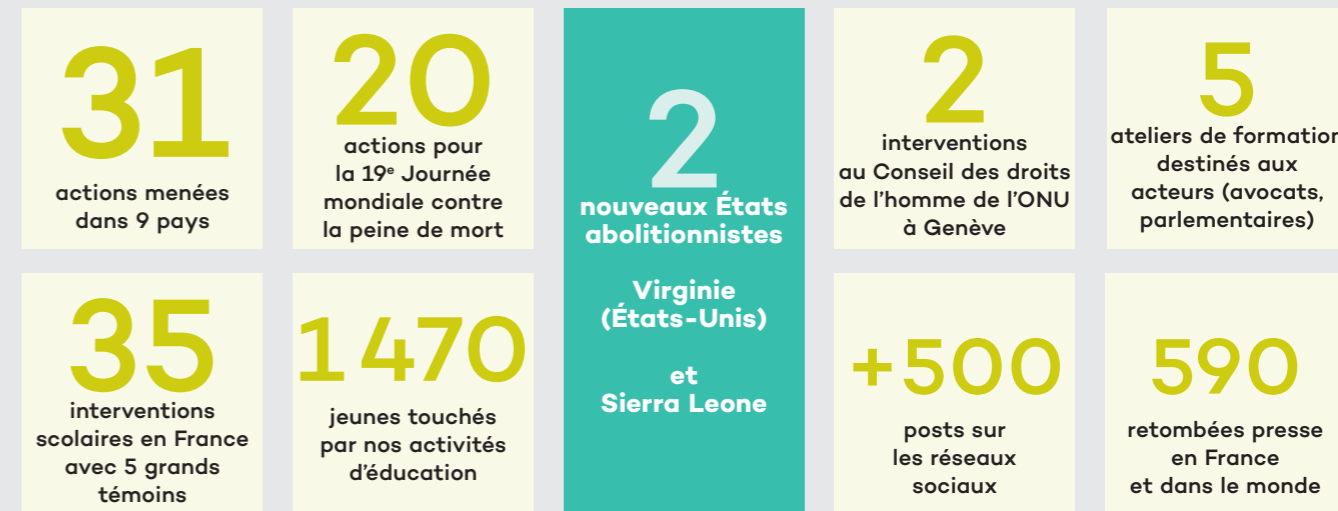 31
actions menées
dans 9 pays
20
actions pour
la 19e Journée
mondiale contre
la peine de mort
2
nouveaux États
abolitionnistes
Virginie
(États-Unis)
et
Sierra Leone
2
interventions
au Conseil des droits
de l'homme de l'ONU
à Genève
5
ateliers de formation
destinés aux
acteurs (avocats,
parlementaires)
35
interventions
scolaires en France
avec 5 grands
témoins
1 470
jeunes touchés
par nos activités
d'éducation
+500
posts sur
les réseaux
sociaux
590
retombées presse
en France
et dans le monde